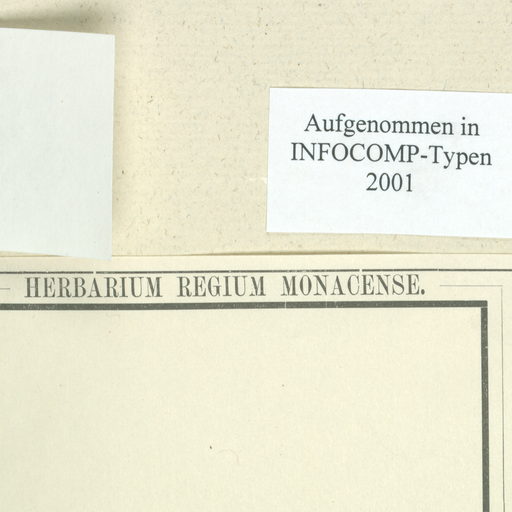 Aufgenommen in
INFOCOMP-Typen
2001
HERBARIUM REGIUM MONACENSE.